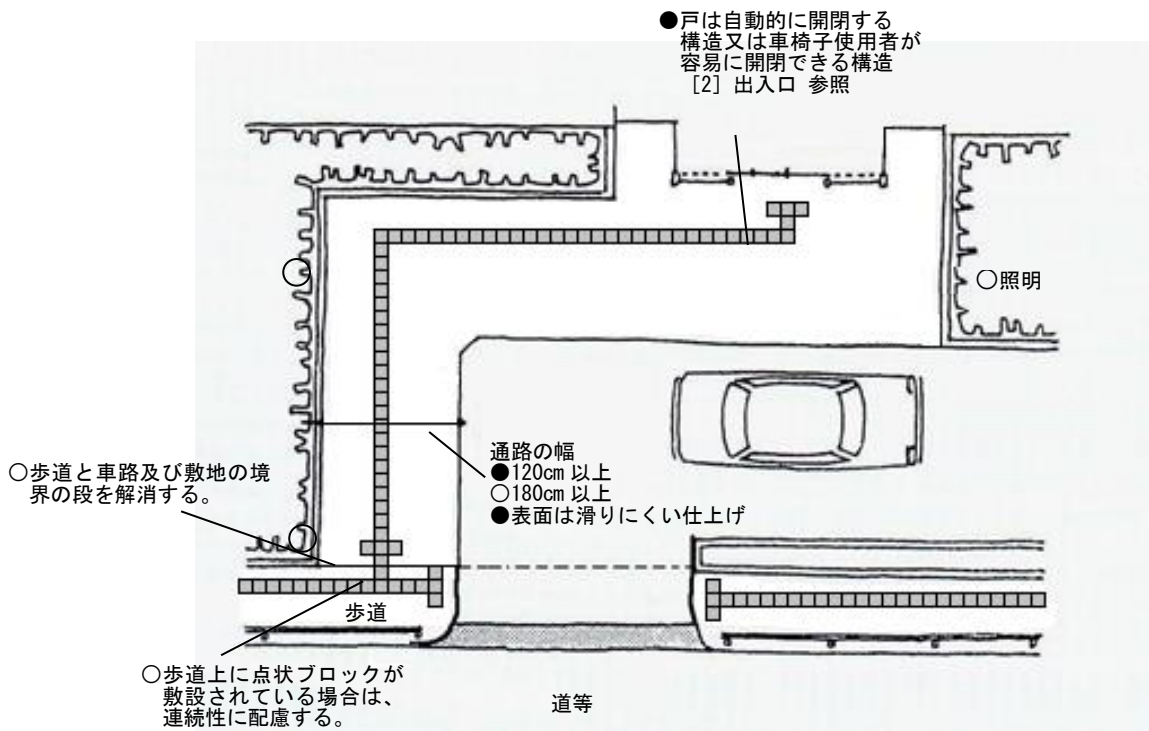 ●戸は自動的に開閉する
構造又は車椅子使用者が
容易に開閉できる構造
[2] 出入口 参照
○照明
通路の幅
●120cm 以上
○180cm 以上
●表面は滑りにくい仕上げ
○歩道と車路及び敷地の境
界の段を解消する。
歩道
○歩道上に点状ブロックが
敷設されている場合は、
連続性に配慮する。
道等